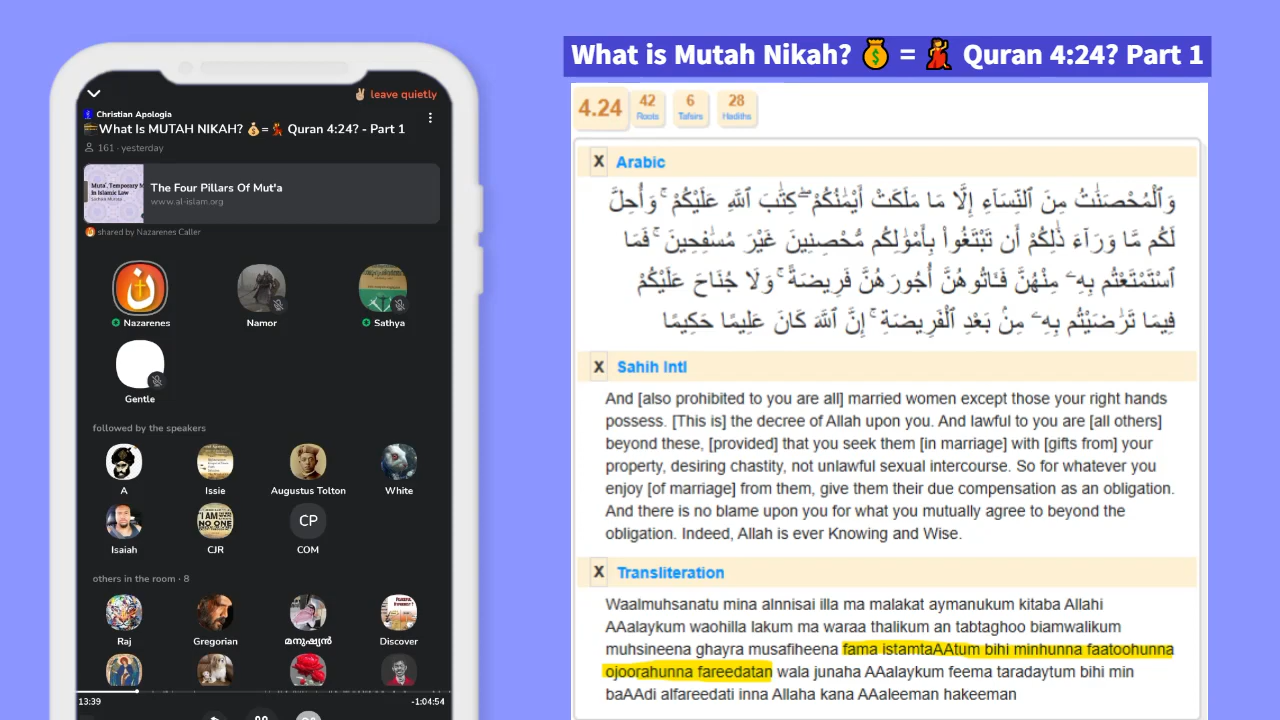 leave quietly
Christian Apologia
What Is MUTAH NIKAH? 💰=💃 Quran 4:24? - Part 1
161 · yesterday
Muta', Temporary M
in Islamic Law
Sachiko Murata
The Four Pillars Of Mut'a
www.al-islam.org
shared by Nazarenes Caller
Nazarenes
Namor
Sathya
Gentle
followed by the speakers
A
Issie
Augustus Tolton
White
I AM
NO ONE
CP
Isaiah
CJR
COM
others in the room · 8
Raj
Gregorian
മനുഷ്യൻ
Discover
13:39
-1:04:54
What is Mutah Nikah? 💰 = 💃 Quran 4:24? Part 1
4.24
42
Roots
6
Tafsirs
28
Hadiths
X Arabic
وَٱلْمُحْصَنَٰتُ مِنَ ٱلنِّسَآءِ إِلَّا مَا مَلَكَتْ أَيْمَٰنُكُمْ ۖ كِتَٰبَ ٱللَّهِ عَلَيْكُمْ ۚ وَأُحِلَّ
لَكُم مَّا وَرَآءَ ذَٰلِكُمْ أَن تَبْتَغُوا۟ بِأَمْوَٰلِكُم مُّحْصِنِينَ غَيْرَ مُسَٰفِحِينَ ۚ فَمَا
ٱسْتَمْتَعْتُم بِهِۦ مِنْهُنَّ فَـَٔاتُوهُنَّ أُجُورَهُنَّ فَرِيضَةً ۚ وَلَا جُنَاحَ عَلَيْكُمْ
فِيمَا تَرَٰضَيْتُم بِهِۦ مِنۢ بَعْدِ ٱلْفَرِيضَةِ ۚ إِنَّ ٱللَّهَ كَانَ عَلِيمًا حَكِيمًا
X Sahih Intl
And [also prohibited to you are all] married women except those your right hands
possess. [This is] the decree of Allah upon you. And lawful to you are [all others]
beyond these, [provided] that you seek them [in marriage] with [gifts from] your
property, desiring chastity, not unlawful sexual intercourse. So for whatever you
enjoy [of marriage] from them, give them their due compensation as an obligation.
And there is no blame upon you for what you mutually agree to beyond the
obligation. Indeed, Allah is ever Knowing and Wise.
X Transliteration
Waalmuhsanatu mina alnnisai illa ma malakat aymanukum kitaba Allahi
AAalaykum waohilla lakum ma waraa thalikum an tabtaghoo biamwalikum
muhsineena ghayra musafiheena fama istamtaAAtum bihi minhunna faatoohunna
ojoorahunna fareedatan wala junaha AAalaykum feema taradaytum bihi min
baAAdi alfareedati inna Allaha kana AAaleeman hakeeman